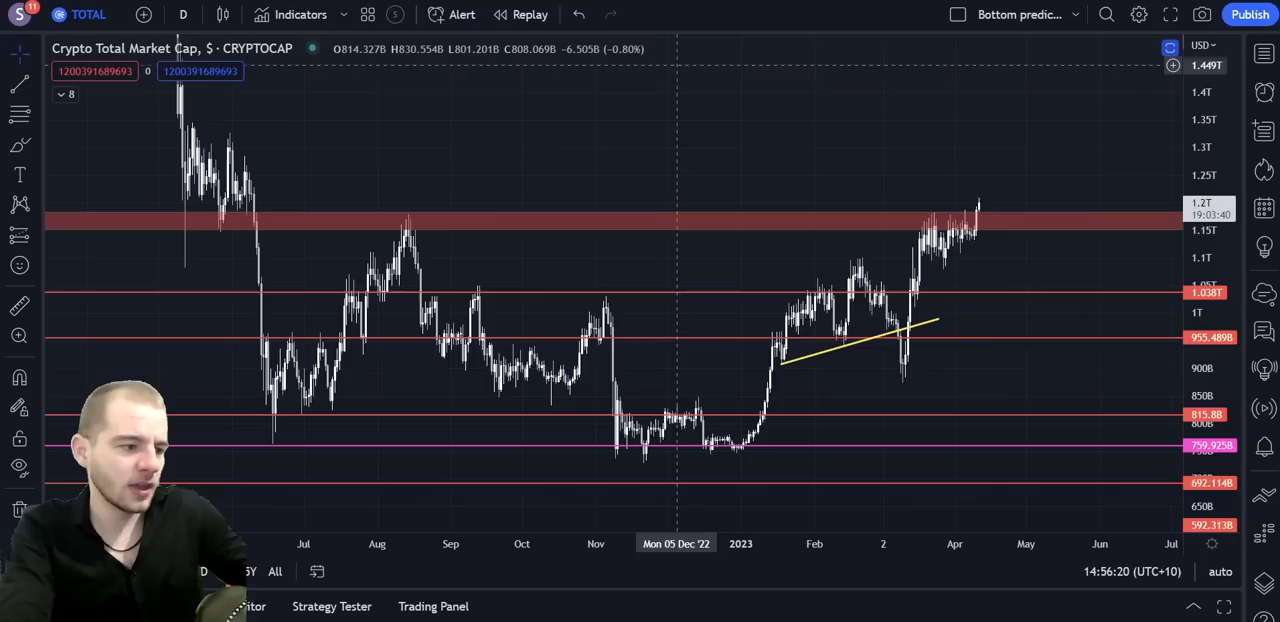 S 11 TOTAL D Indicators Alert Replay Bottom predic... Publish
Crypto Total Market Cap, $ · CRYPTOCAP O814.327B H830.554B L801.201B C808.069B −6.505B (−0.80%) USD
1200391689693 0 1200391689693 1.449T
8
1.4T
1.35T
1.3T
1.25T
1.2T
19:03:40
1.15T
1.1T
1.038T
1T
955.489B
900B
850B
815.8B
800B
759.925B
692.114B
650B
592.313B
Jul Aug Sep Oct Nov Mon 05 Dec '22 2023 Feb 2 Apr May Jun Jul
D 5Y All 14:56:20 (UTC+10) auto
itor Strategy Tester Trading Panel